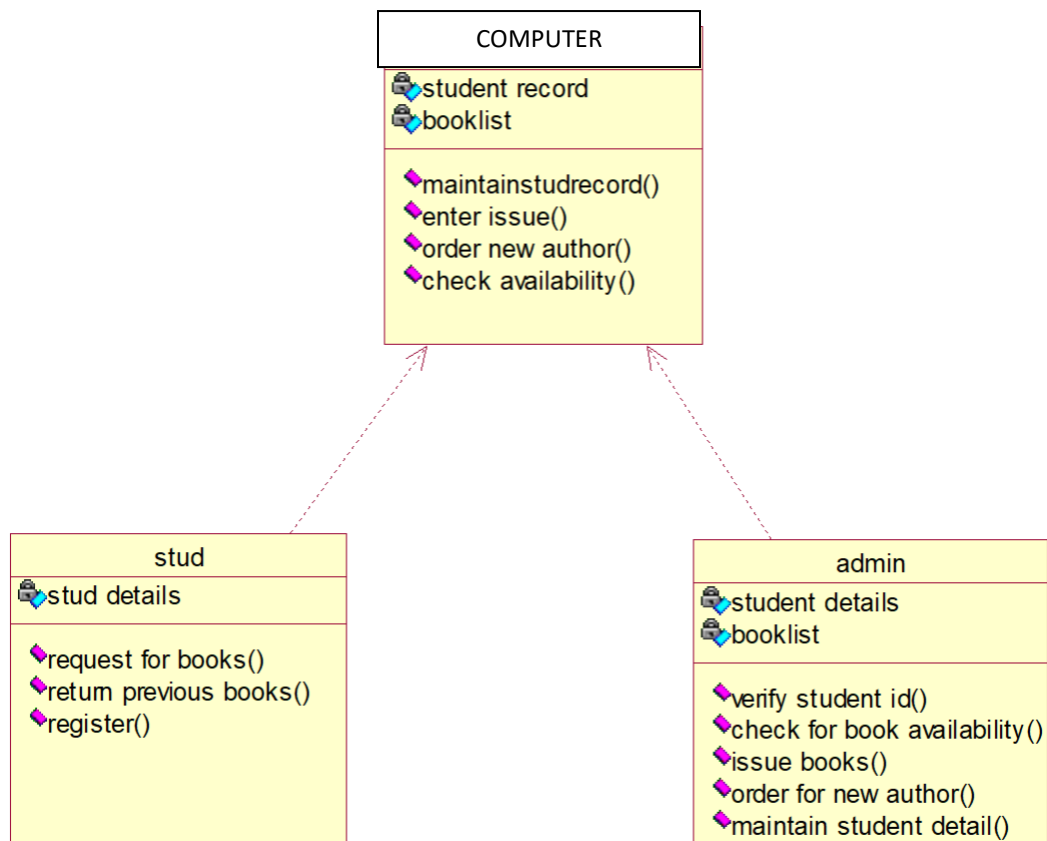 COMPUTER
student record
booklist
maintainstudrecord()
enter issue()
order new author()
check availability()
stud
stud details
request for books()
return previous books()
register()
admin
student details
booklist
verify student id()
check for book availability()
issue books()
order for new author()
maintain student detail()